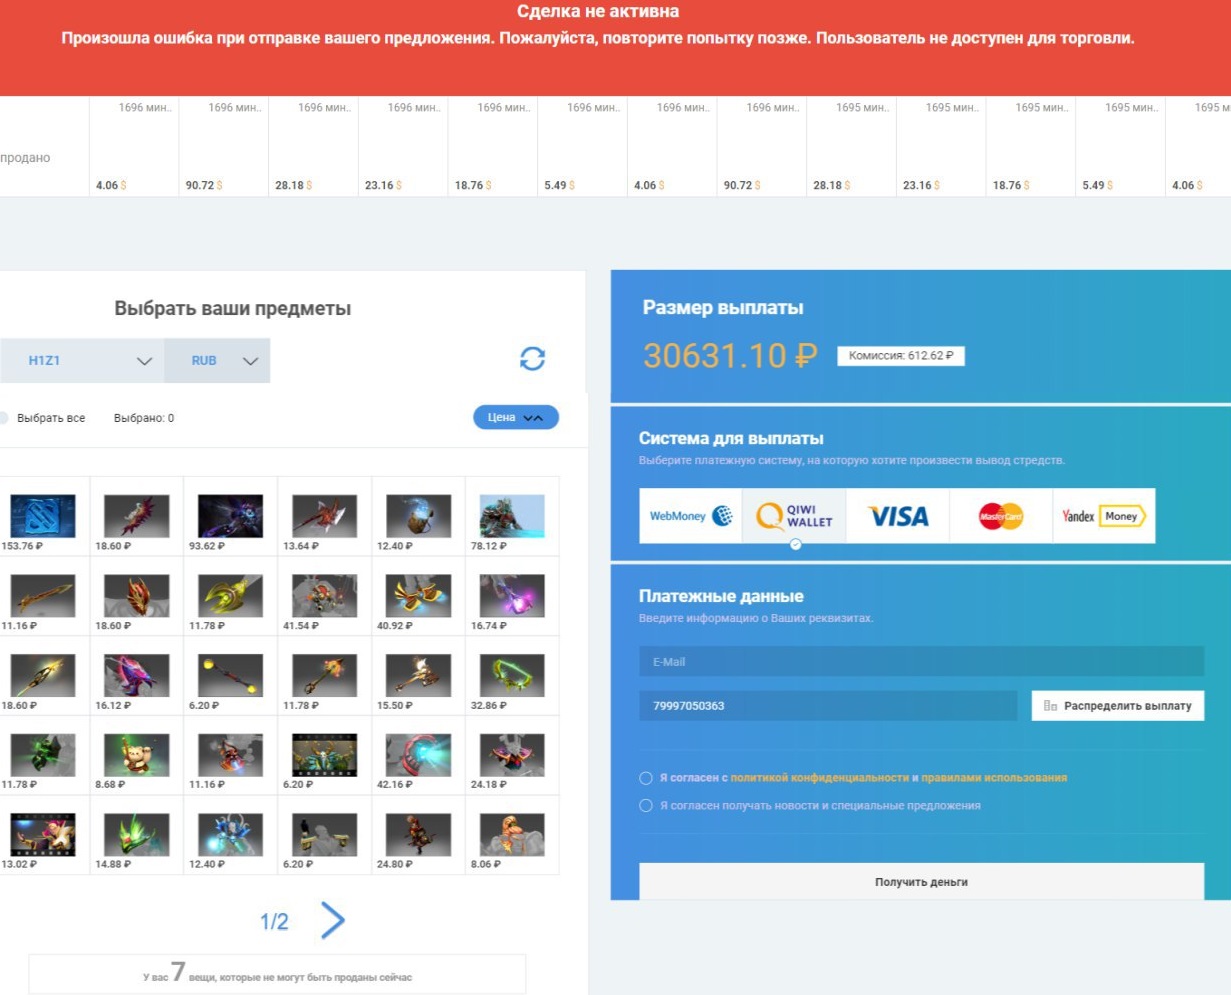 Сделка не активна
Произошла ошибка при отправке вашего предложения. Пожалуйста, повторите попытку позже. Пользователь не доступен для торговли.
1696 мин.. 1696 мин.. 1696 мин.. 1696 мин.. 1696 мин.. 1696 мин.. 1696 мин.. 1696 мин.. 1695 мин.. 1695 мин.. 1695 мин.. 1695 мин.. 1695 м
продано
4.06 $ 90.72 $ 28.18 $ 23.16 $ 18.76 $ 5.49 $ 4.06 $ 90.72 $ 28.18 $ 23.16 $ 18.76 $ 5.49 $ 4.06 $
Выбрать ваши предметы
H1Z1 RUB
Выбрать все Выбрано: 0 Цена
153.76 ₽ 18.60 ₽ 93.62 ₽ 13.64 ₽ 12.40 ₽ 78.12 ₽
11.16 ₽ 18.60 ₽ 11.78 ₽ 41.54 ₽ 40.92 ₽ 16.74 ₽
18.60 ₽ 16.12 ₽ 6.20 ₽ 11.78 ₽ 15.50 ₽ 32.86 ₽
11.78 ₽ 8.68 ₽ 11.16 ₽ 6.20 ₽ 42.16 ₽ 24.18 ₽
13.02 ₽ 14.88 ₽ 12.40 ₽ 6.20 ₽ 24.80 ₽ 8.06 ₽
1/2
У вас 7 вещи, которые не могут быть проданы сейчас
Размер выплаты
30631.10 ₽ Комиссия: 612.62 ₽
Система для выплаты
Выберите платежную систему, на которую хотите произвести вывод стредств.
WebMoney QIWI WALLET VISA MasterCard Yandex Money
Платежные данные
Введите информацию о Ваших реквизитах.
E-Mail
79997050363 Распределить выплату
Я согласен с политикой конфиденциальности и правилами использования
Я согласен получать новости и специальные предложения
Получить деньги